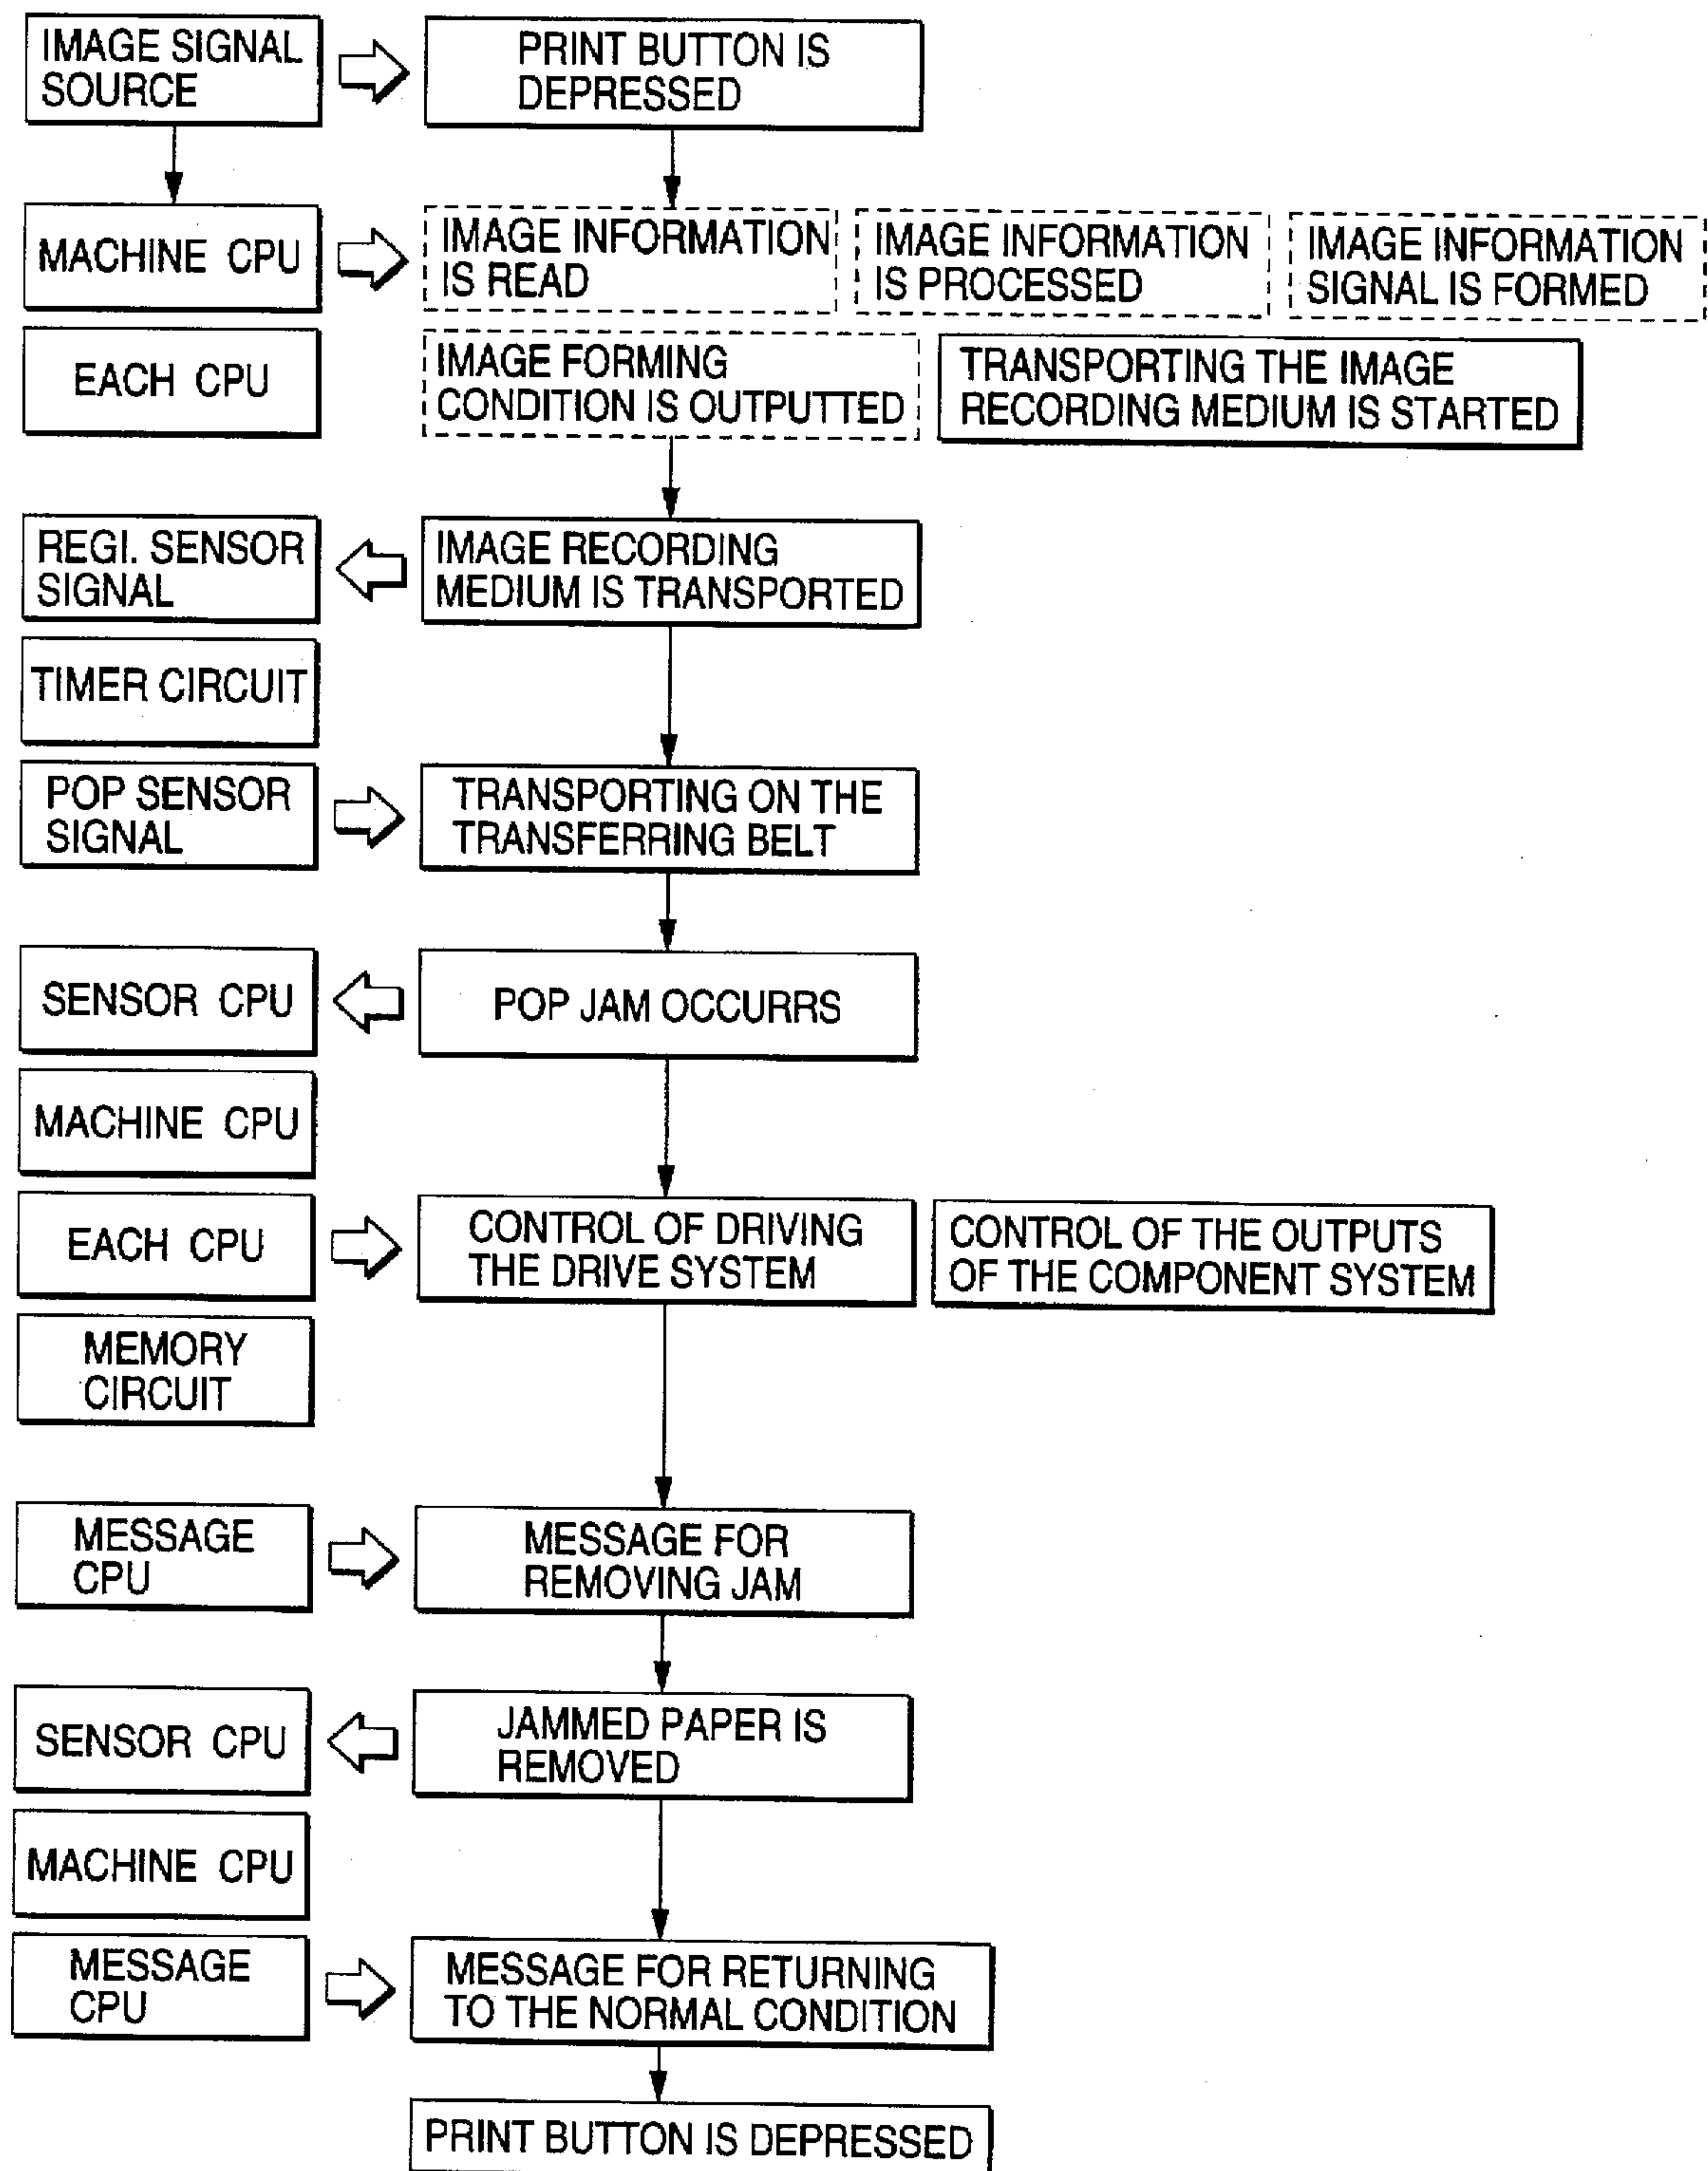 IMAGE SIGNAL
SOURCE
PRINT BUTTON IS
DEPRESSED
MACHINE CPU
IMAGE INFORMATION
IS READ
IMAGE INFORMATION
IS PROCESSED
IMAGE INFORMATION
SIGNAL IS FORMED
EACH CPU
IMAGE FORMING
CONDITION IS OUTPUTTED
TRANSPORTING THE IMAGE
RECORDING MEDIUM IS STARTED
REGI. SENSOR
SIGNAL
IMAGE RECORDING
MEDIUM IS TRANSPORTED
TIMER CIRCUIT
POP SENSOR
SIGNAL
TRANSPORTING ON THE
TRANSFERRING BELT
SENSOR CPU
POP JAM OCCURRS
MACHINE CPU
EACH CPU
CONTROL OF DRIVING
THE DRIVE SYSTEM
CONTROL OF THE OUTPUTS
OF THE COMPONENT SYSTEM
MEMORY
CIRCUIT
MESSAGE
CPU
MESSAGE FOR
REMOVING JAM
SENSOR CPU
JAMMED PAPER IS
REMOVED
MACHINE CPU
MESSAGE
CPU
MESSAGE FOR RETURNING
TO THE NORMAL CONDITION
PRINT BUTTON IS DEPRESSED